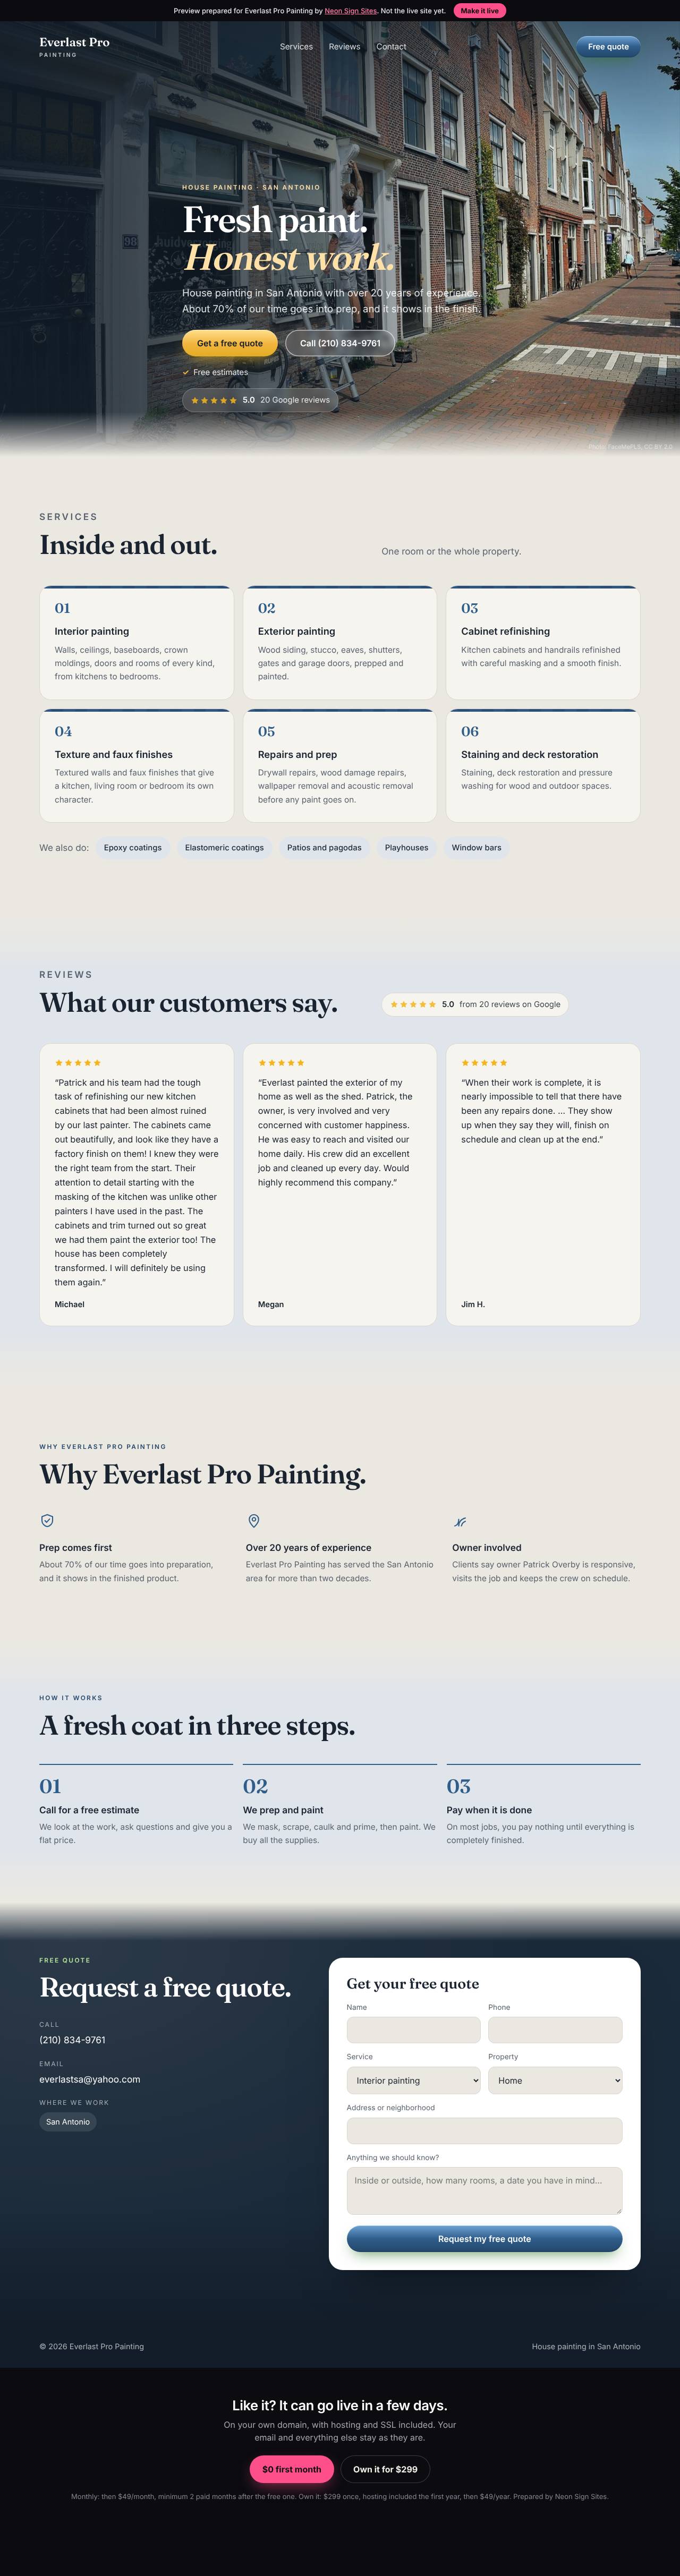 Preview prepared for Everlast Pro Painting by Neon Sign Sites. Not the live site yet.
Make it live
Everlast Pro
PAINTING
Services
Reviews
Contact
Free quote
HOUSE PAINTING · SAN ANTONIO
Fresh paint.
Honest work.
98
House painting in San Antonio with over 20 years of experience.
About 70% of our time goes into prep, and it shows in the finish.
Get a free quote
Call (210) 834-9761
✓ Free estimates
★★★★★ 5.0 20 Google reviews
SERVICES
Inside and out.
One room or the whole property.
01
Interior painting
Walls, ceilings, baseboards, crown
moldings, doors and rooms of every kind,
from kitchens to bedrooms.
02
Exterior painting
Wood siding, stucco, eaves, shutters,
gates and garage doors, prepped and
painted.
03
Cabinet refinishing
Kitchen cabinets and handrails refinished
with careful masking and a smooth finish.
04
Texture and faux finishes
Textured walls and faux finishes that give
a kitchen, living room or bedroom its own
character.
05
Repairs and prep
Drywall repairs, wood damage repairs,
wallpaper removal and acoustic removal
before any paint goes on.
06
Staining and deck restoration
Staining, deck restoration and pressure
washing for wood and outdoor spaces.
We also do:
Epoxy coatings
Elastomeric coatings
Patios and pagodas
Playhouses
Window bars
REVIEWS
What our customers say.
★★★★★ 5.0 from 20 reviews on Google
★★★★★
“Patrick and his team had the tough
task of refinishing our new kitchen
cabinets that had been almost ruined
by our last painter. The cabinets came
out beautifully, and look like they have a
factory finish on them! I knew they were
the right team from the start. Their
attention to detail starting with the
masking of the kitchen was unlike other
painters I have used in the past. The
cabinets and trim turned out so great
we had them paint the exterior too! The
house has been completely
transformed. I will definitely be using
them again.”
Michael
★★★★★
“Everlast painted the exterior of my
home as well as the shed. Patrick, the
owner, is very involved and very
concerned with customer happiness.
He was easy to reach and visited our
home daily. His crew did an excellent
job and cleaned up every day. Would
highly recommend this company.”
Megan
★★★★★
“When their work is complete, it is
nearly impossible to tell that there have
been any repairs done. … They show
up when they say they will, finish on
schedule and clean up at the end.”
Jim H.
WHY EVERLAST PRO PAINTING
Why Everlast Pro Painting.
Prep comes first
About 70% of our time goes into preparation,
and it shows in the finished product.
Over 20 years of experience
Everlast Pro Painting has served the San Antonio
area for more than two decades.
Owner involved
Clients say owner Patrick Overby is responsive,
visits the job and keeps the crew on schedule.
HOW IT WORKS
A fresh coat in three steps.
01
Call for a free estimate
We look at the work, ask questions and give you a
flat price.
02
We prep and paint
We mask, scrape, caulk and prime, then paint. We
buy all the supplies.
03
Pay when it is done
On most jobs, you pay nothing until everything is
completely finished.
FREE QUOTE
Request a free quote.
CALL
(210) 834-9761
EMAIL
everlastsa@yahoo.com
WHERE WE WORK
San Antonio
Get your free quote
Name
Phone
Service
Property
Interior painting
Home
Address or neighborhood
Anything we should know?
Inside or outside, how many rooms, a date you have in mind...
Request my free quote
© 2026 Everlast Pro Painting
House painting in San Antonio
Like it? It can go live in a few days.
On your own domain, with hosting and SSL included. Your
email and everything else stay as they are.
$0 first month
Own it for $299
Monthly: then $49/month, minimum 2 paid months after the free one. Own it: $299 once, hosting included the first year, then $49/year. Prepared by Neon Sign Sites.